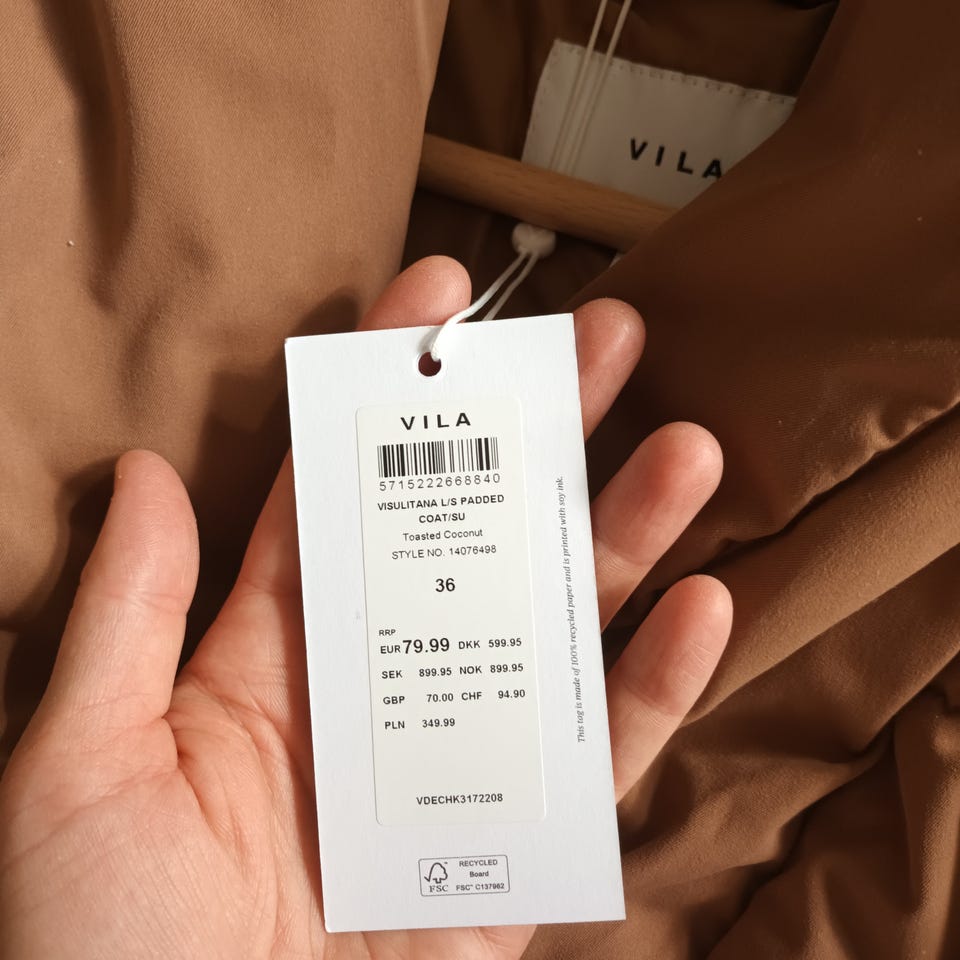 VILA
VILA
5715222668840
VISULITANA L/S PADDED
COAT/SU
Toasted Coconut
STYLE NO. 14076498
36
RRP
EUR 79.99 DKK 599.95
SEK 899.95 NOK 899.95
GBP 70.00 CHF 94.90
PLN 349.99
VDECHK3172208
This tag is made of 100% recycled paper and is printed with soy ink.
FSC
RECYCLED
Board
FSC™ C137962